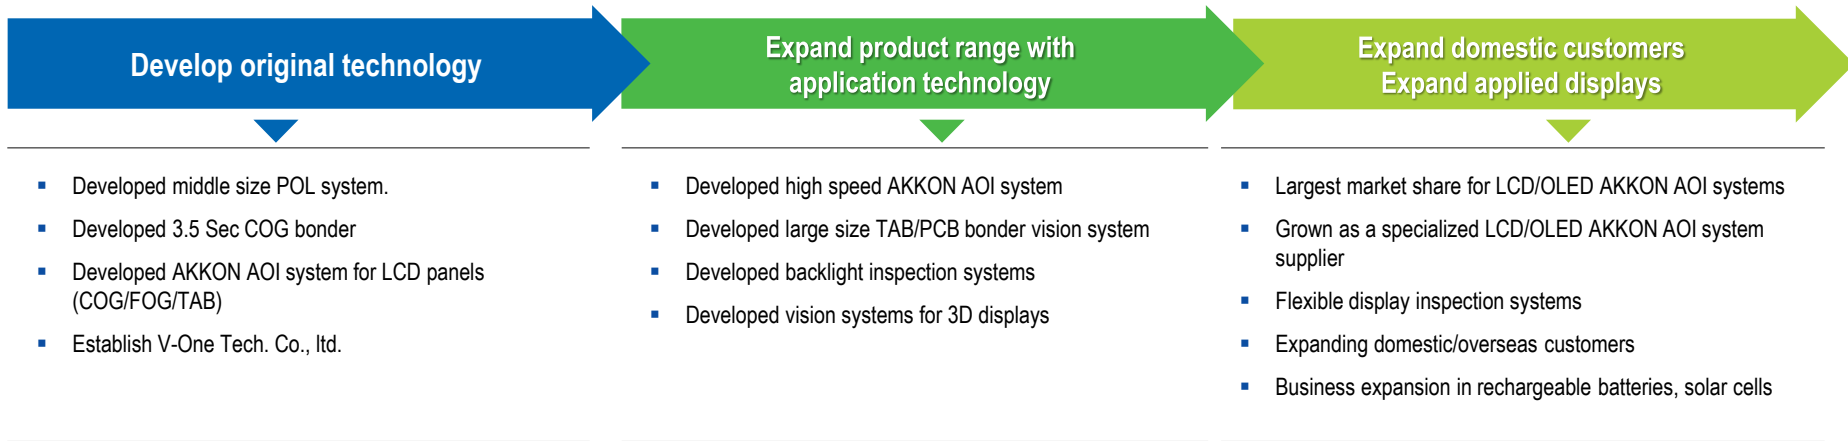 Develop original technology
Expand product range with
application technology
Expand domestic customers
Expand applied displays
▪ Developed middle size POL system.
▪ Developed 3.5 Sec COG bonder
▪ Developed AKKON AOI system for LCD panels
(COG/FOG/TAB)
▪ Establish V-One Tech. Co., ltd.
▪ Developed high speed AKKON AOI system
▪ Developed large size TAB/PCB bonder vision system
▪ Developed backlight inspection systems
▪ Developed vision systems for 3D displays
▪ Largest market share for LCD/OLED AKKON AOI systems
▪ Grown as a specialized LCD/OLED AKKON AOI system
supplier
▪ Flexible display inspection systems
▪ Expanding domestic/overseas customers
▪ Business expansion in rechargeable batteries, solar cells